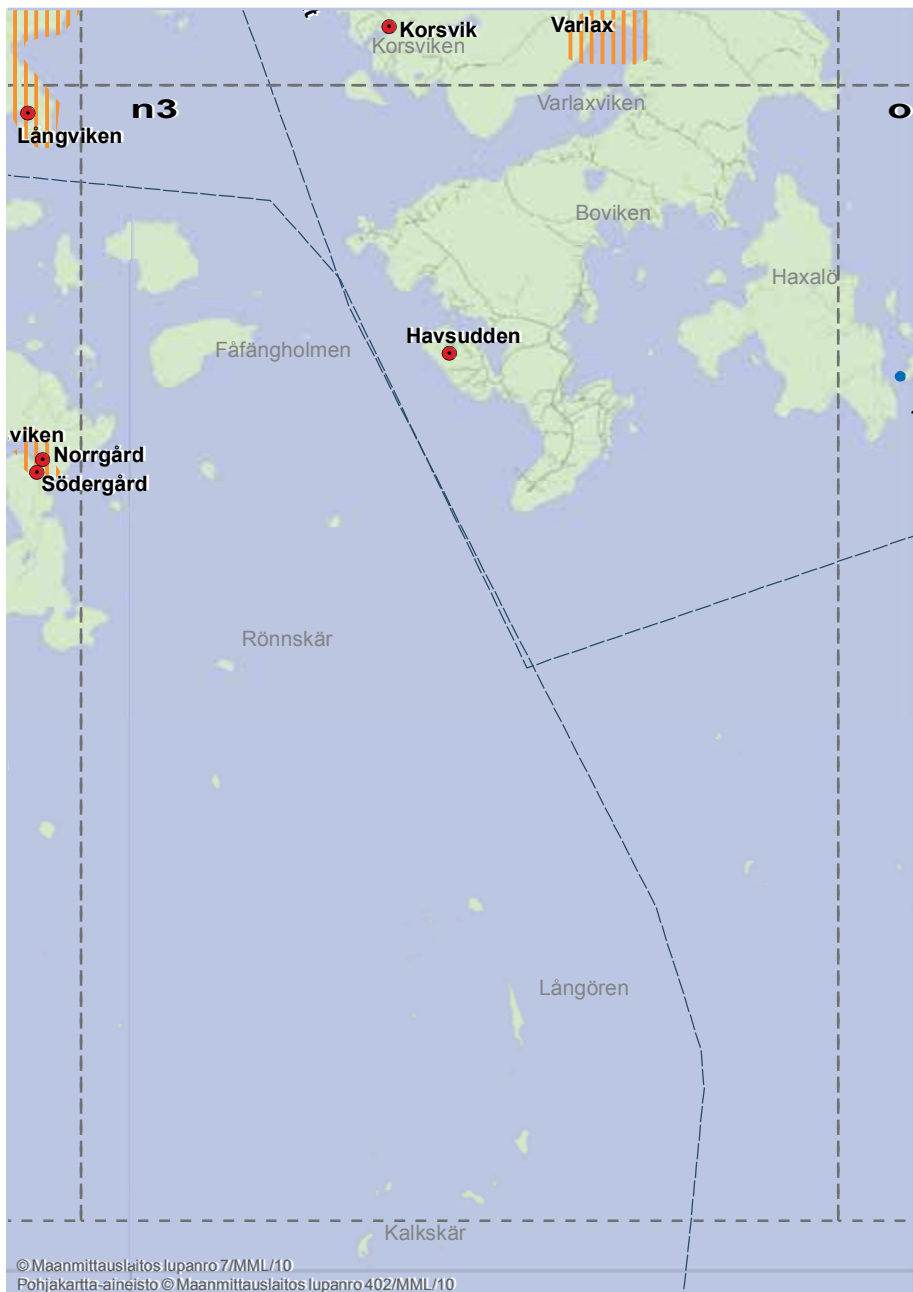 Korsvik
Varlax
Korsviken
n3
Varlaxviken
o
Långviken
Boviken
Haxalö
Havsudden
Fåfängholmen
viken
Norrgård
Södergård
Rönnskär
Långören
Kalkskär
© Maanmittauslaitos lupanro 7/MML/10
Pohjakartta-aineisto © Maanmittauslaitos lupanro 402/MML/10